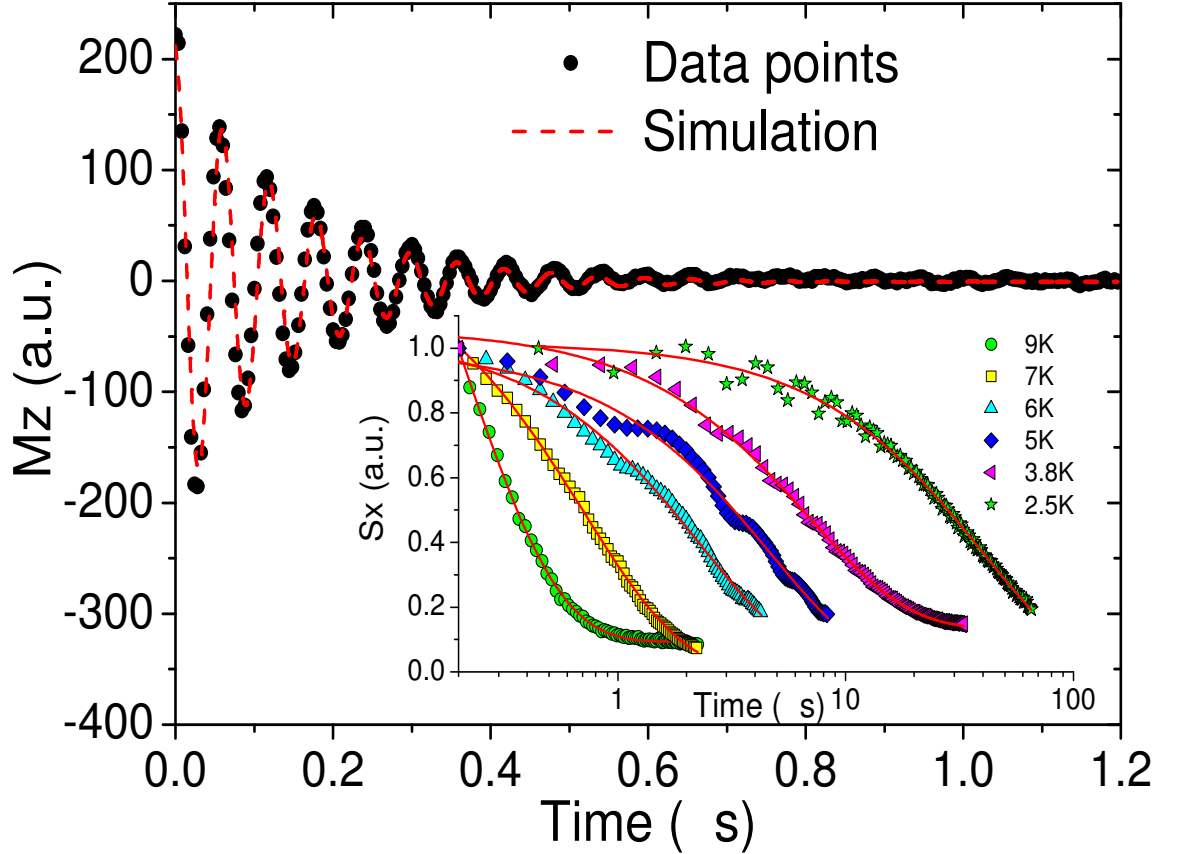 Data points
Simulation
Mz (a.u.)
200
100
0
-100
-200
-300
-400
0.0 0.2 0.4 0.6 0.8 1.0 1.2
Time ( s)
Sx (a.u.)
1.0
0.8
0.6
0.4
0.2
0.0
1 10 100
Time ( s)
9K
7K
6K
5K
3.8K
2.5K